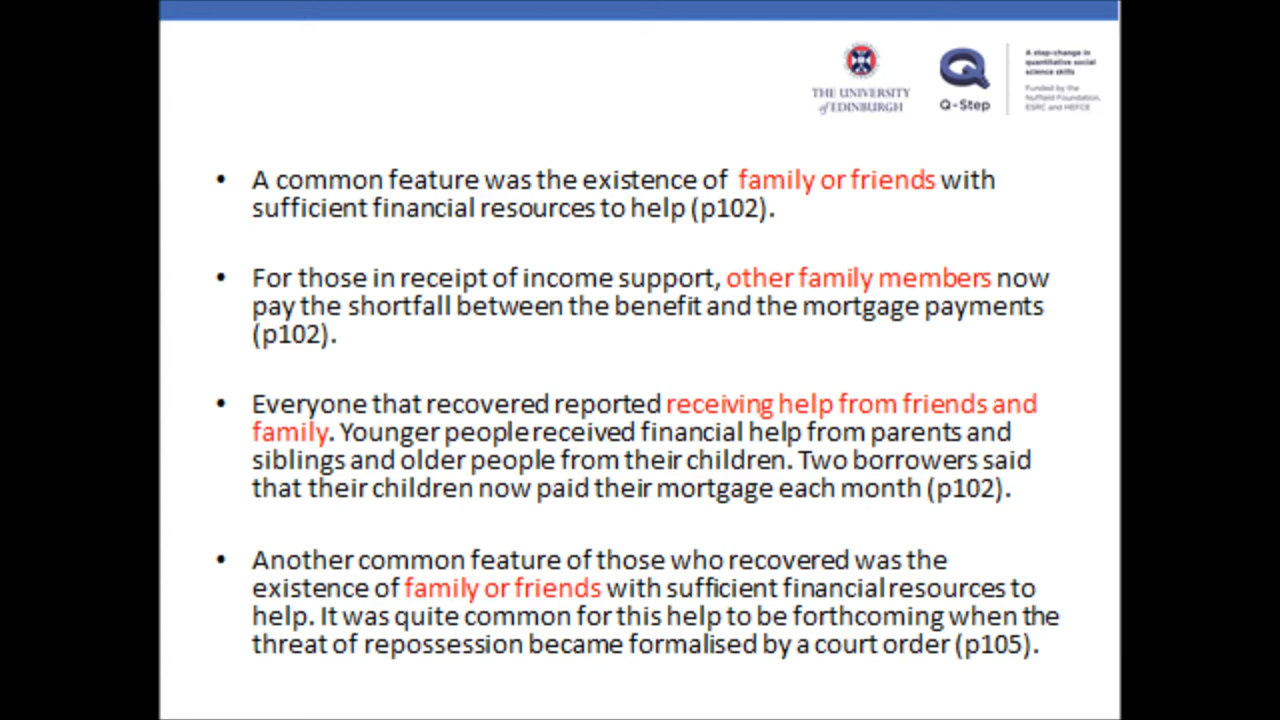 THE UNIVERSITY
of EDINBURGH
Q-Step
A step-change in
quantitative social
science skills
Funded by the
Nuffield Foundation,
ESRC and HEFCE
• A common feature was the existence of family or friends with
sufficient financial resources to help (p102).
• For those in receipt of income support, other family members now
pay the shortfall between the benefit and the mortgage payments
(p102).
• Everyone that recovered reported receiving help from friends and
family. Younger people received financial help from parents and
siblings and older people from their children. Two borrowers said
that their children now paid their mortgage each month (p102).
• Another common feature of those who recovered was the
existence of family or friends with sufficient financial resources to
help. It was quite common for this help to be forthcoming when the
threat of repossession became formalised by a court order (p105).